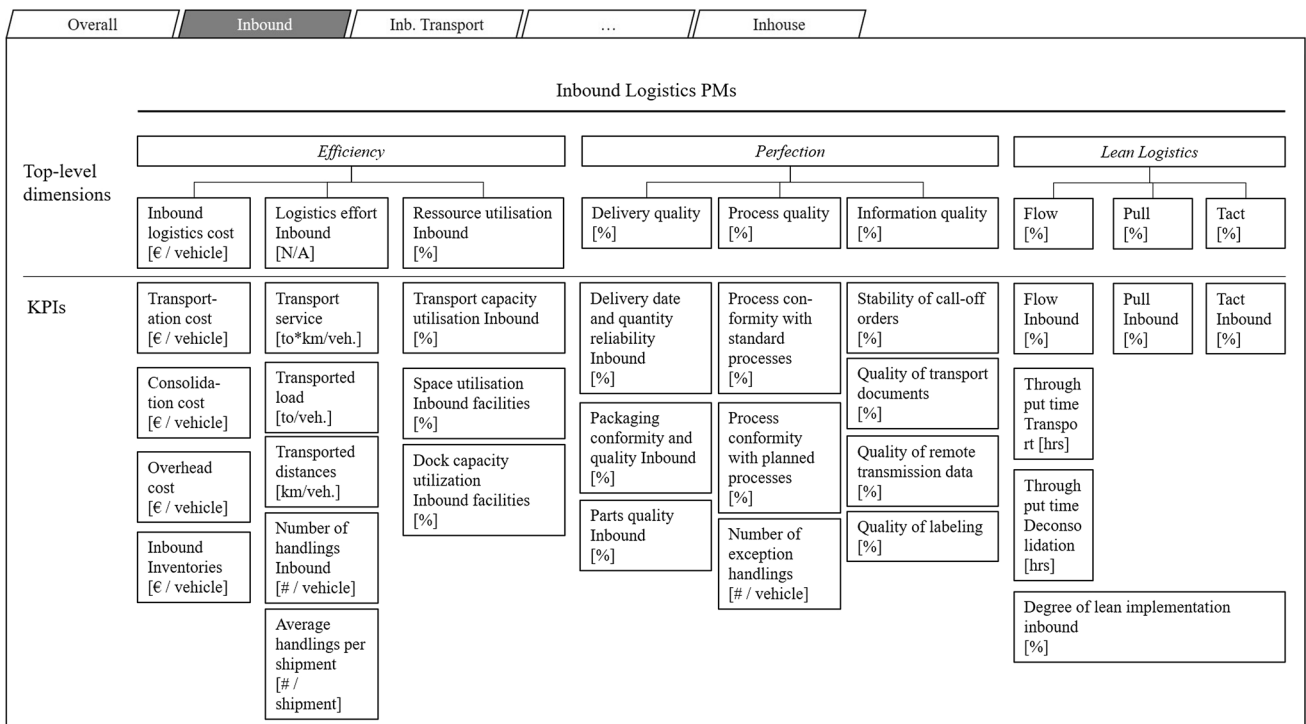 Overall
Inbound
Inb. Transport
…
Inhouse
Inbound Logistics PMs
Top-level
dimensions
Efficiency
Perfection
Lean Logistics
Inbound
logistics cost
[€ / vehicle]
Logistics effort
Inbound
[N/A]
Ressource utilisation
Inbound
[%]
Delivery quality
[%]
Process quality
[%]
Information quality
[%]
Flow
[%]
Pull
[%]
Tact
[%]
KPIs
Transport-
ation cost
[€ / vehicle]
Consolida-
tion cost
[€ / vehicle]
Overhead
cost
[€ / vehicle]
Inbound
Inventories
[€ / vehicle]
Transport
service
[to*km/veh.]
Transported
load
[to/veh.]
Transported
distances
[km/veh.]
Number of
handlings
Inbound
[# / vehicle]
Average
handlings per
shipment
[# /
shipment]
Transport capacity
utilisation Inbound
[%]
Space utilisation
Inbound facilities
[%]
Dock capacity
utilization
Inbound facilities
[%]
Delivery date
and quantity
reliability
Inbound
[%]
Packaging
conformity and
quality Inbound
[%]
Parts quality
Inbound
[%]
Process con-
formity with
standard
processes
[%]
Process
conformity
with planned
processes
[%]
Number of
exception
handlings
[# / vehicle]
Stability of call-off
orders
[%]
Quality of transport
documents
[%]
Quality of remote
transmission data
[%]
Quality of labeling
[%]
Flow
Inbound
[%]
Through
put time
Transpo
rt [hrs]
Through
put time
Deconso
lidation
[hrs]
Pull
Inbound
[%]
Tact
Inbound
[%]
Degree of lean implementation
inbound
[%]